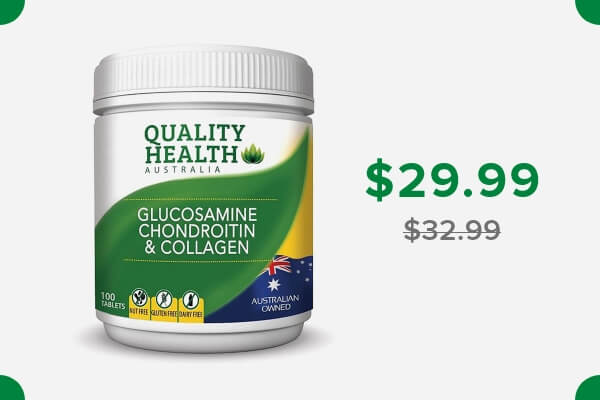 QUALITY
HEALTH
AUSTRALIA
GLUCOSAMINE
CHONDROITIN
& COLLAGEN
100
TABLETS
NUT FREE
GLUTEN FREE
DAIRY FREE
AUSTRALIAN
OWNED
$29.99
$32.99